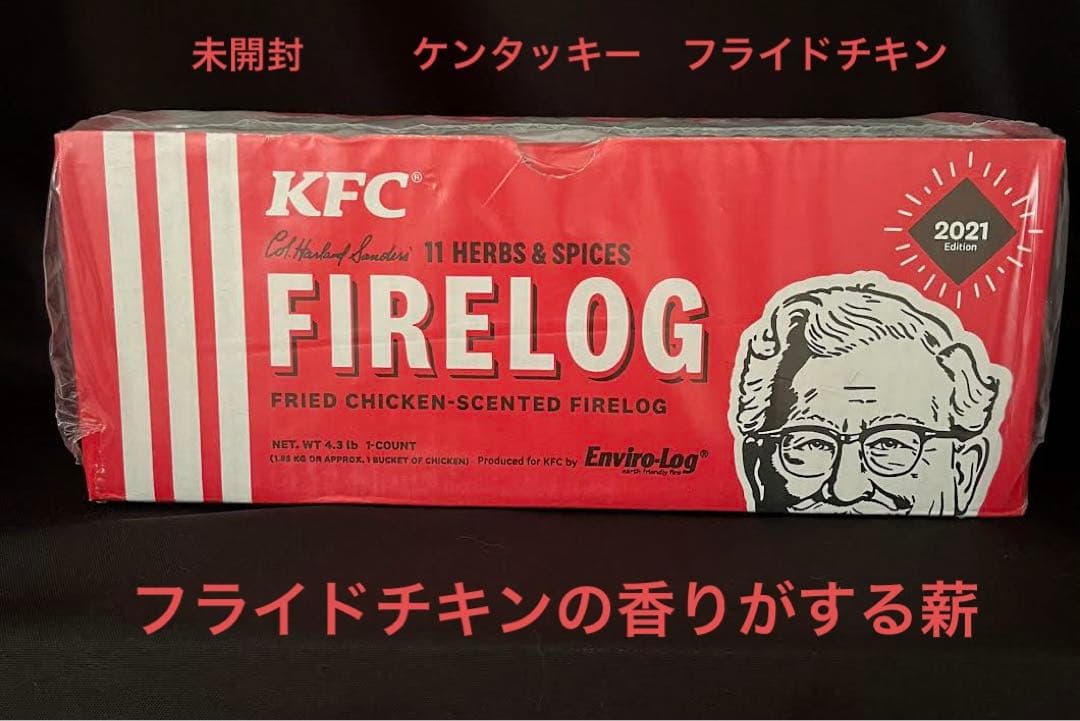 未開封 ケンタッキー フライドチキン
KFC®
Col. Harland Sanders' 11 HERBS & SPICES
2021
Edition
FIRELOG
FRIED CHICKEN-SCENTED FIRELOG
NET. WT 4.3 lb 1-COUNT
(1.95 KG OR APPROX. 1 BUCKET OF CHICKEN) Produced for KFC by Enviro-Log®
earth friendly fire
フライドチキンの香りがする薪